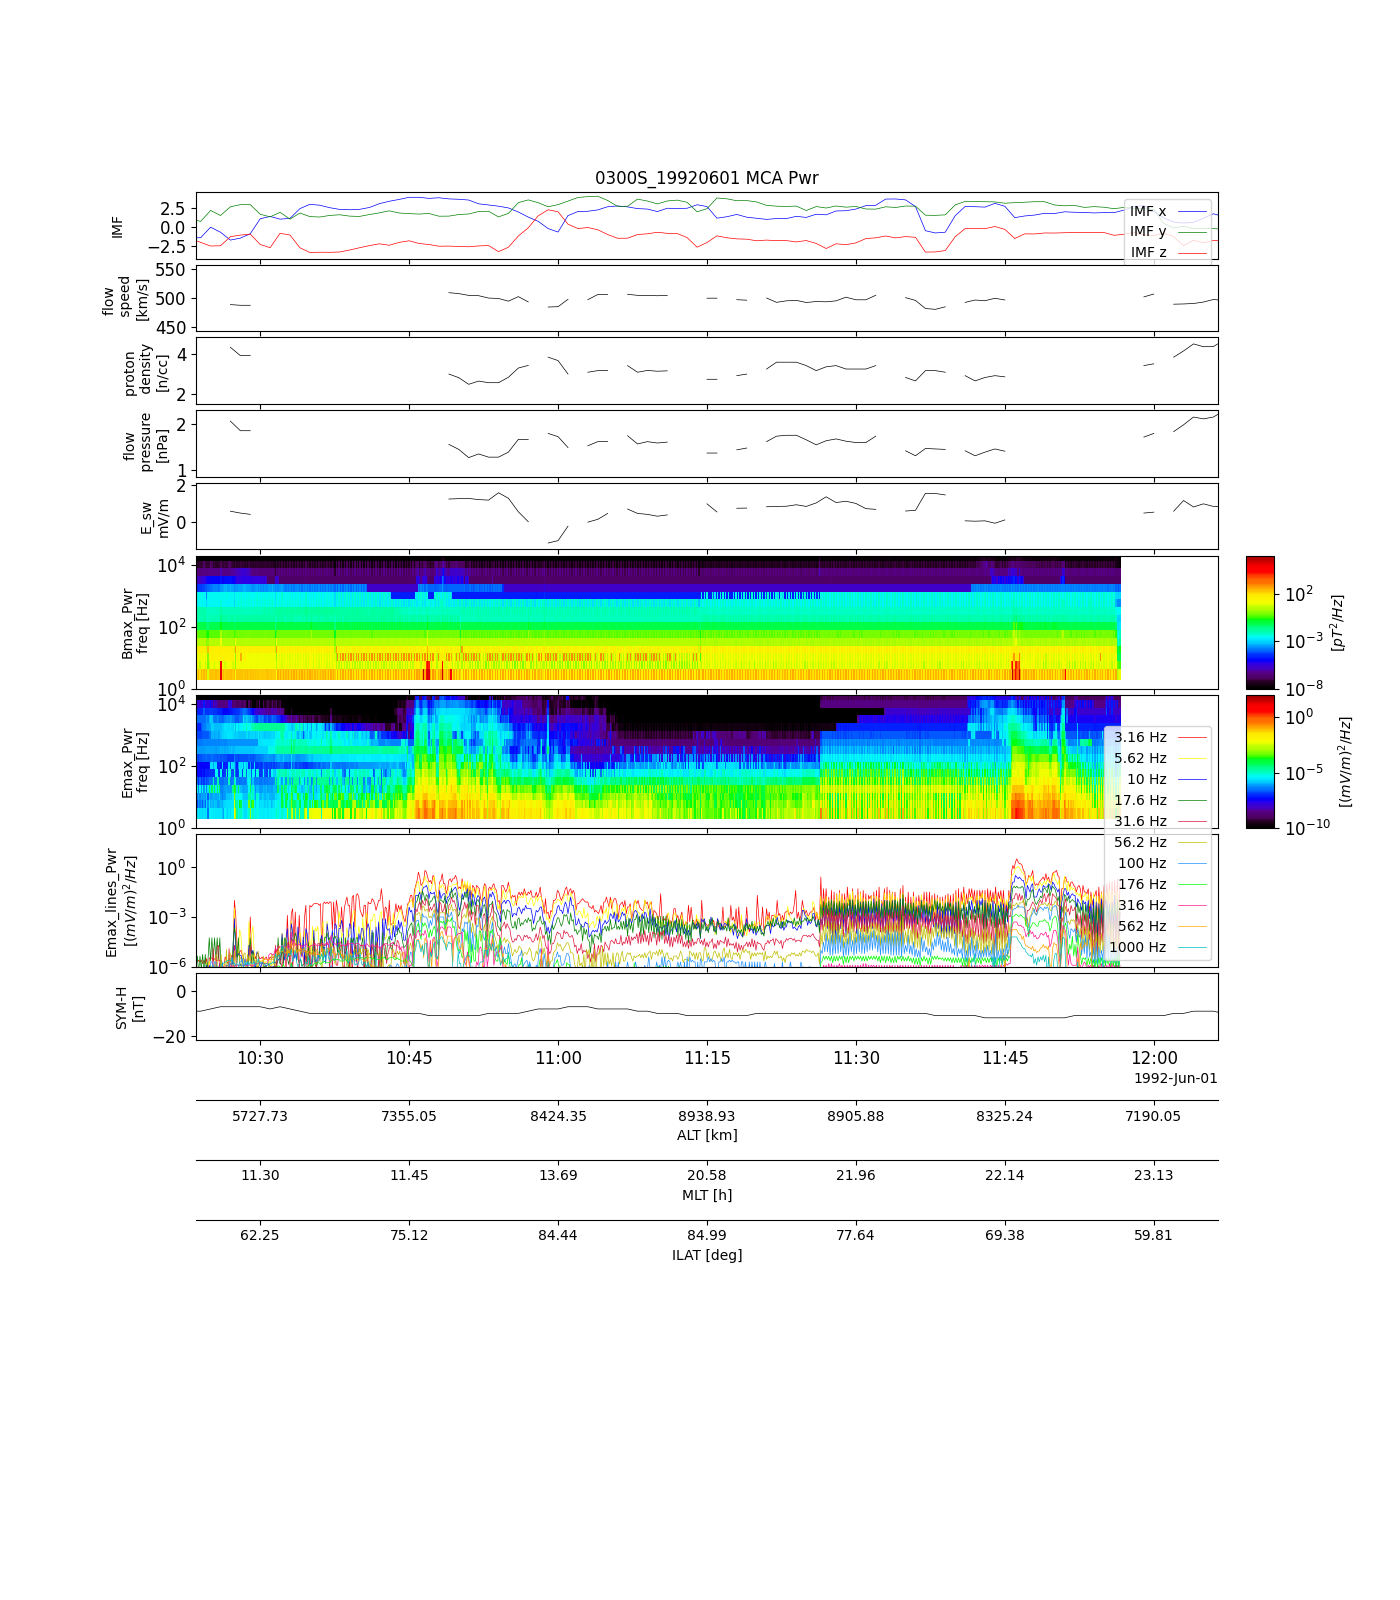 0300S_19920601 MCA Pwr
IMF
2.5
0.0
−2.5
IMF x
IMF y
IMF z
flow
speed
[km/s]
550
500
450
proton
density
[n/cc]
4
2
flow
pressure
[nPa]
2
1
E_sw
mV/m
2
0
Bmax_Pwr
freq [Hz]
10^4
10^2
10^0
10^2
10^−3
10^−8
[pT^2/Hz]
Emax_Pwr
freq [Hz]
10^4
10^2
10^0
10^0
10^−5
10^−10
[(mV/m)^2/Hz]
3.16 Hz
5.62 Hz
10 Hz
17.6 Hz
31.6 Hz
56.2 Hz
100 Hz
176 Hz
316 Hz
562 Hz
1000 Hz
Emax_lines_Pwr
[(mV/m)^2/Hz]
10^0
10^−3
10^−6
SYM-H
[nT]
0
−20
10:30 10:45 11:00 11:15 11:30 11:45 12:00
1992-Jun-01
5727.73 7355.05 8424.35 8938.93 8905.88 8325.24 7190.05
ALT [km]
11.30 11.45 13.69 20.58 21.96 22.14 23.13
MLT [h]
62.25 75.12 84.44 84.99 77.64 69.38 59.81
ILAT [deg]